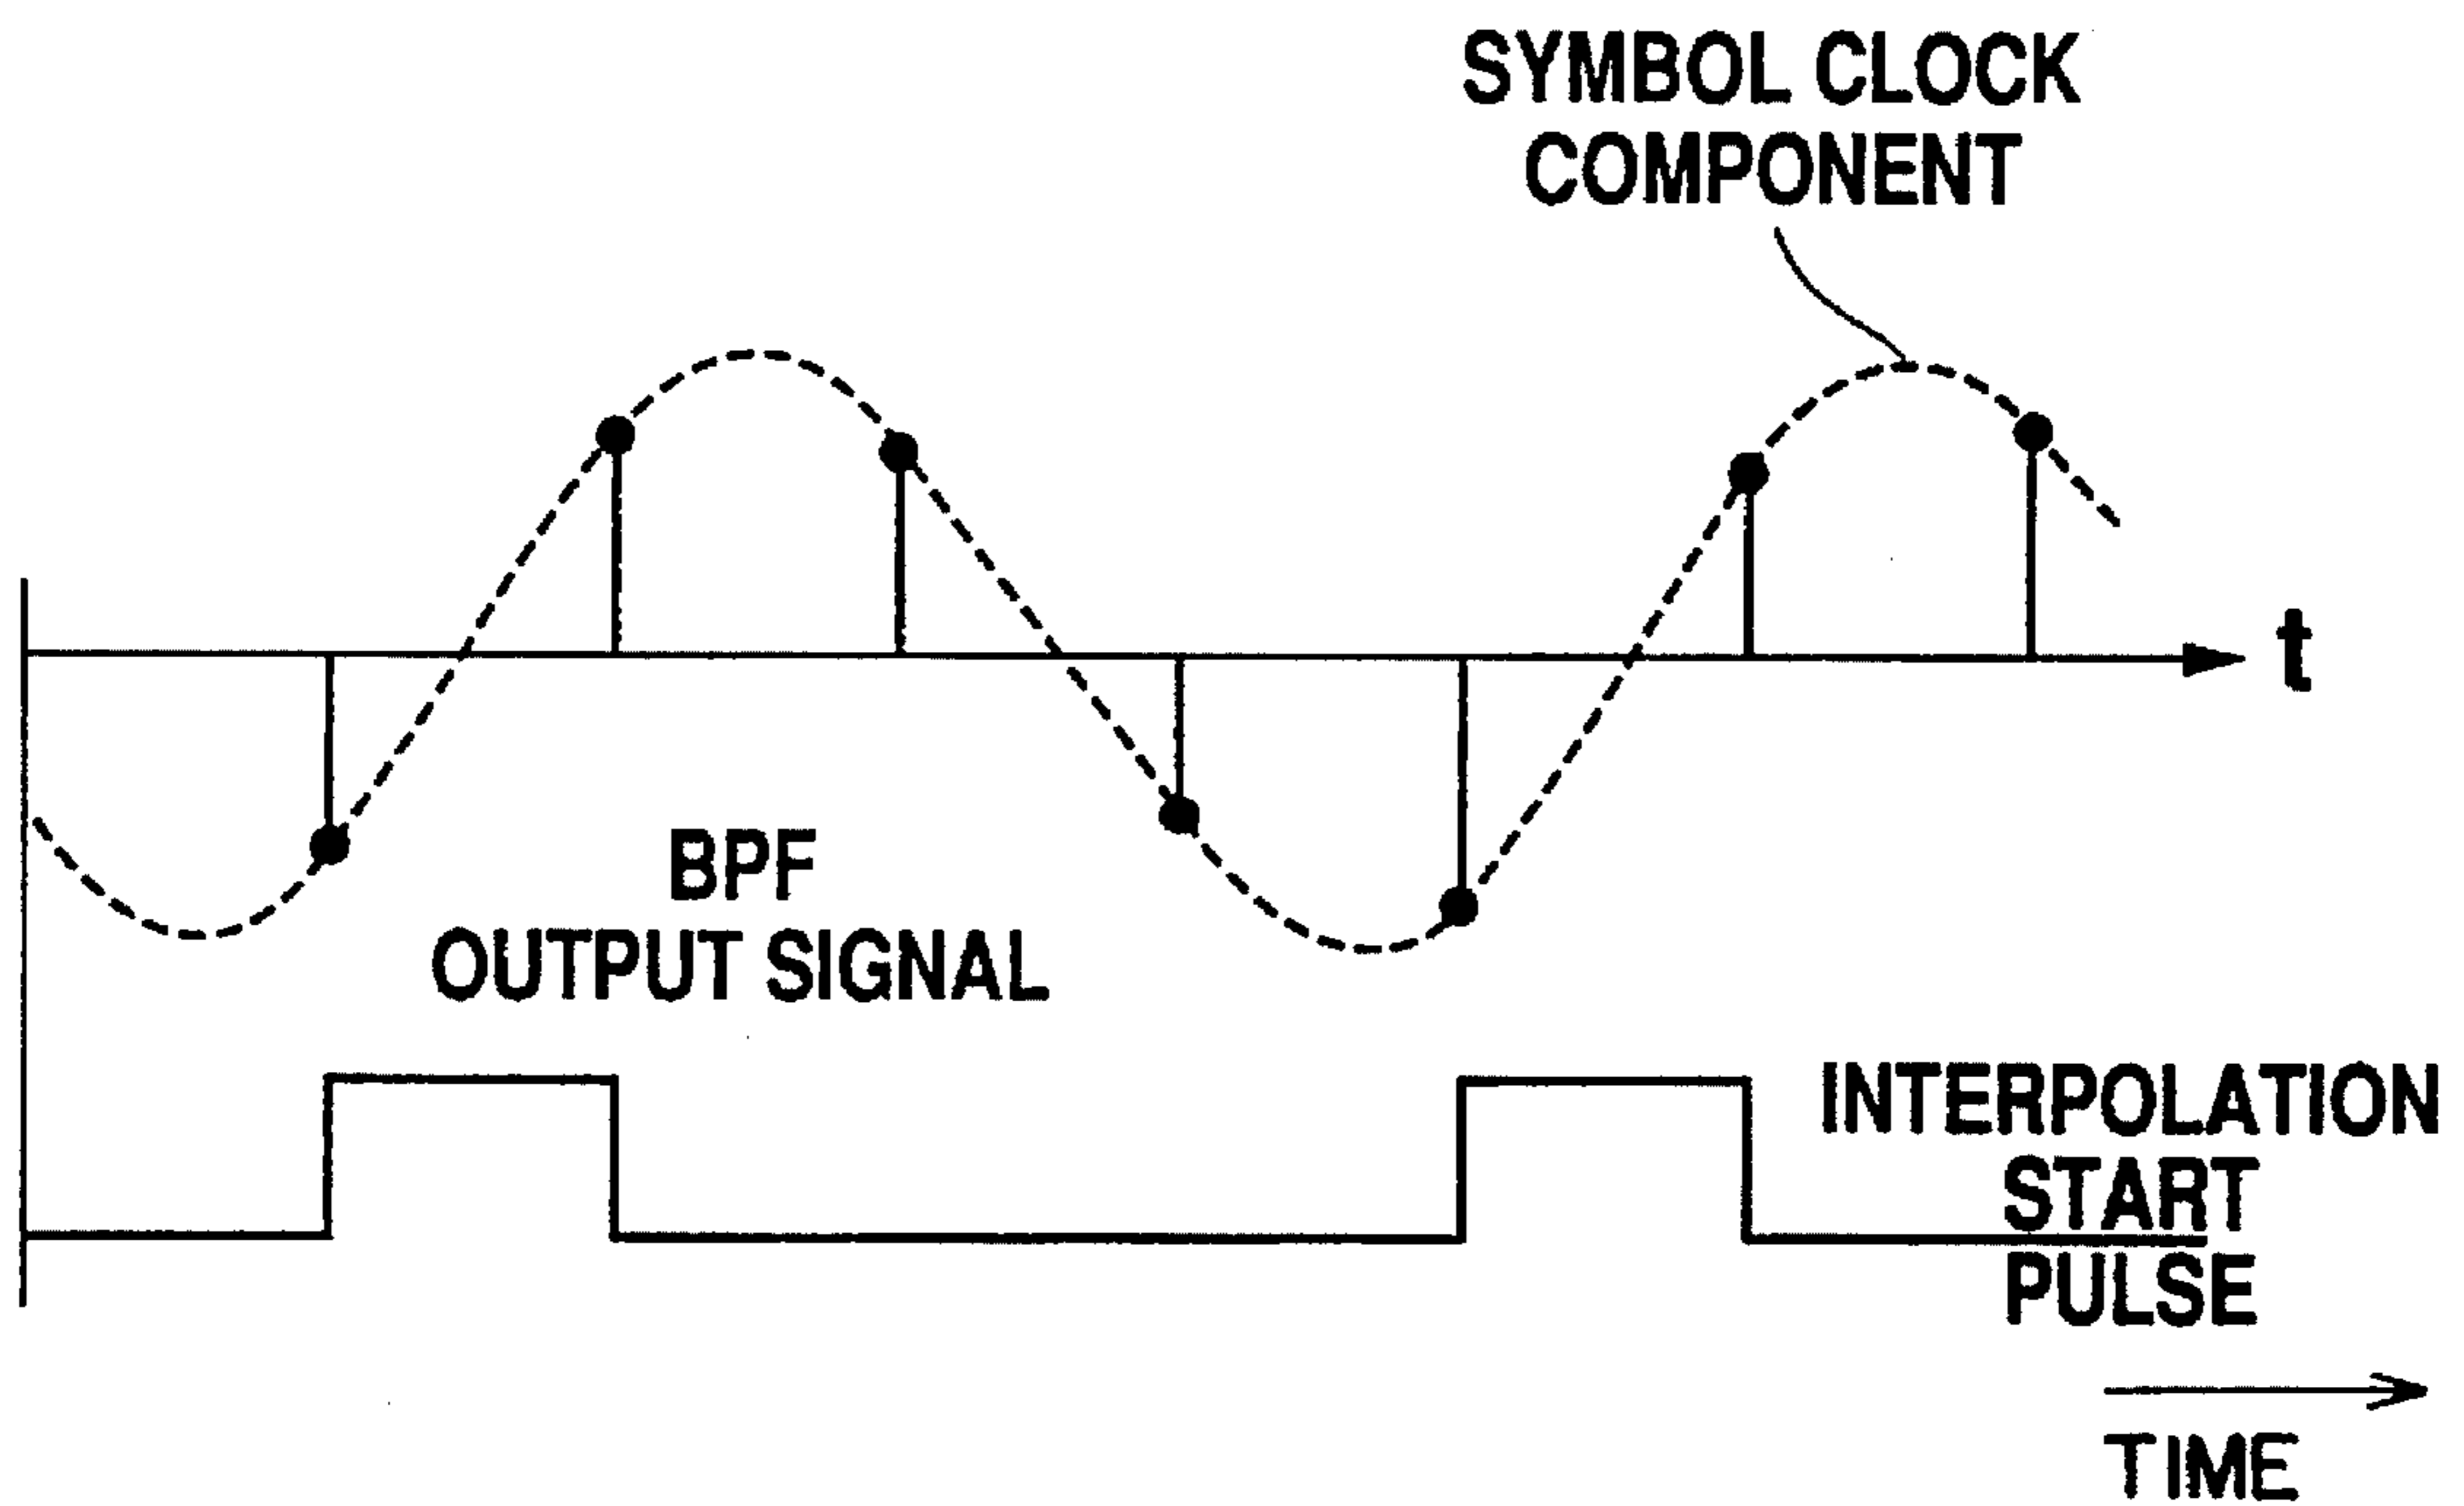 SYMBOL CLOCK
COMPONENT
t
BPF
OUTPUT SIGNAL
INTERPOLATION
START
PULSE
TIME